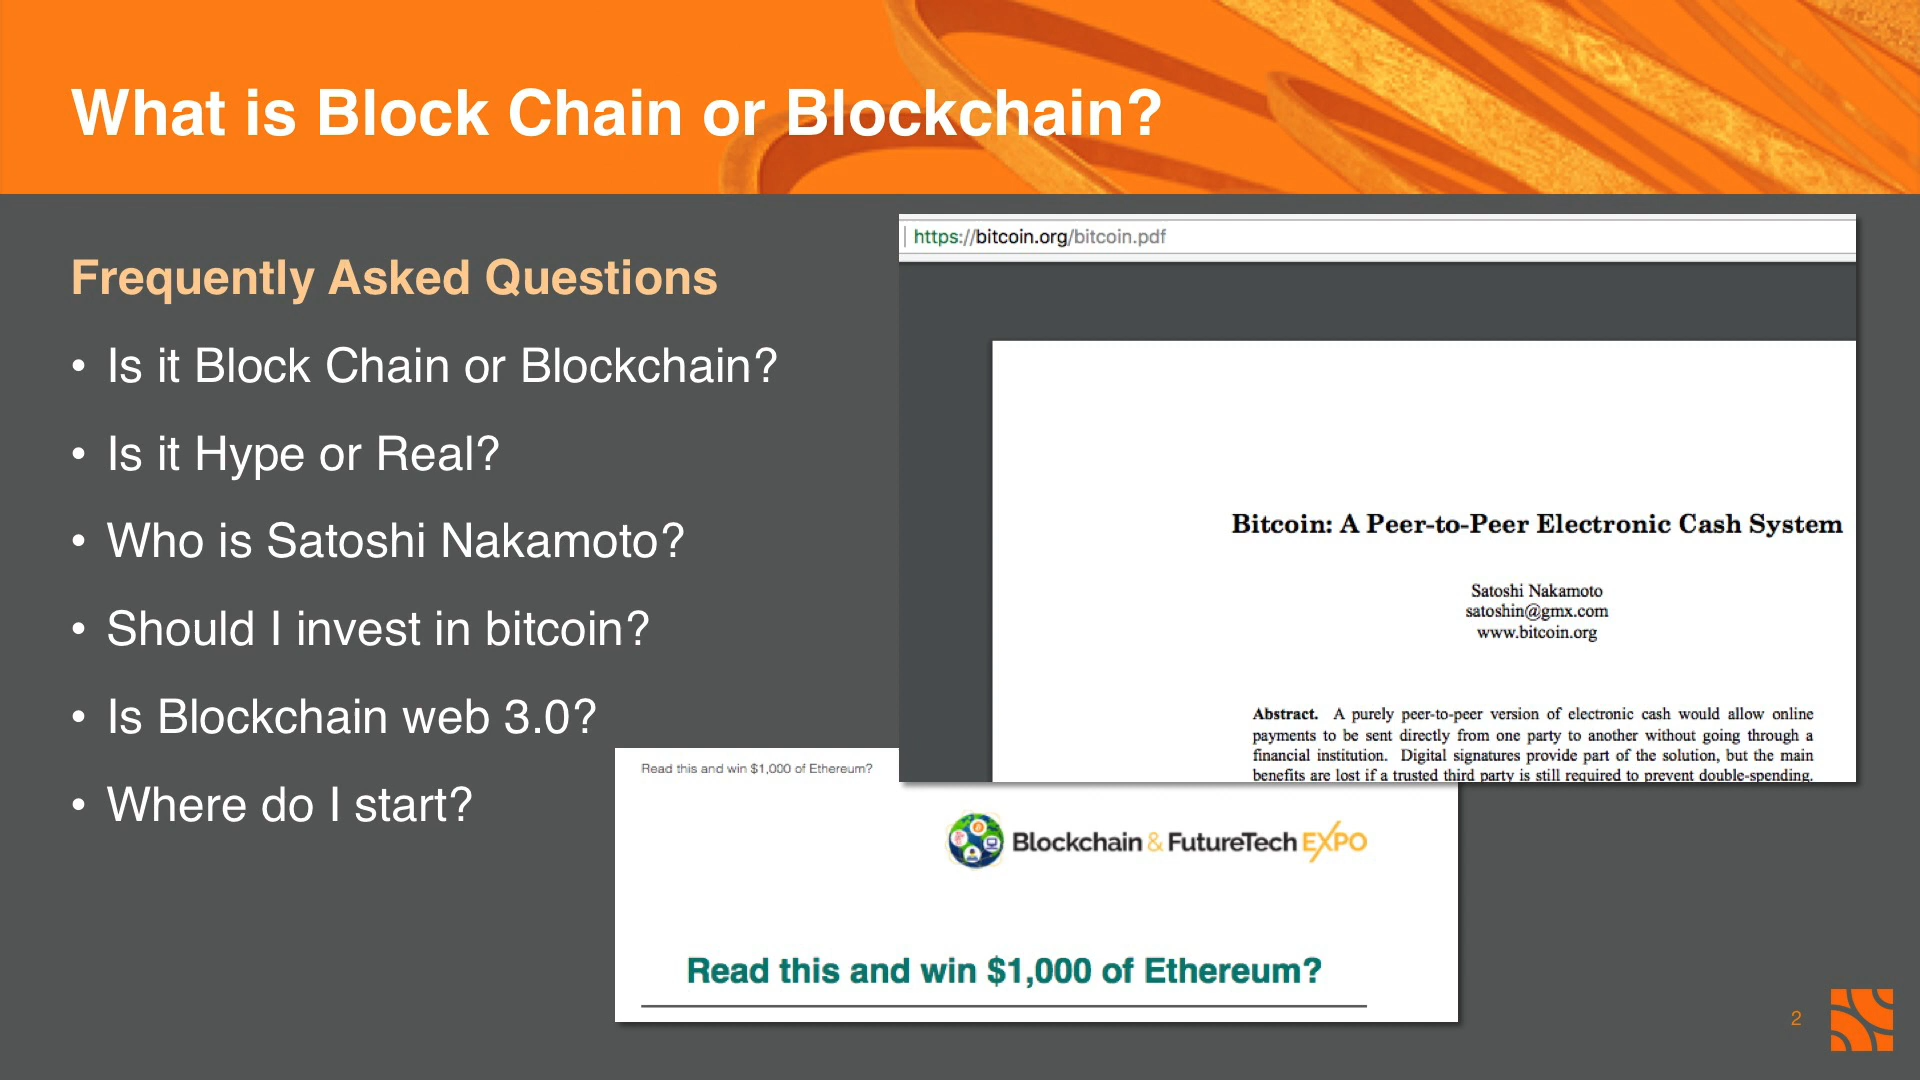 What is Block Chain or Blockchain?
Frequently Asked Questions
• Is it Block Chain or Blockchain?
• Is it Hype or Real?
• Who is Satoshi Nakamoto?
• Should I invest in bitcoin?
• Is Blockchain web 3.0?
• Where do I start?
https://bitcoin.org/bitcoin.pdf
Bitcoin: A Peer-to-Peer Electronic Cash System
Satoshi Nakamoto
satoshin@gmx.com
www.bitcoin.org
Abstract. A purely peer-to-peer version of electronic cash would allow online
payments to be sent directly from one party to another without going through a
financial institution. Digital signatures provide part of the solution, but the main
benefits are lost if a trusted third party is still required to prevent double-spending.
Read this and win $1,000 of Ethereum?
Blockchain & FutureTech EXPO
Read this and win $1,000 of Ethereum?
2